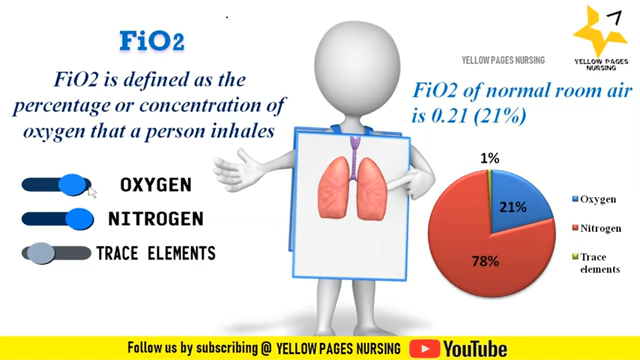 FiO2
FiO2 is defined as the
percentage or concentration of
oxygen that a person inhales
OXYGEN
NITROGEN
TRACE ELEMENTS
YELLOW PAGES NURSING
7
YELLOW PAGES
NURSING
FiO2 of normal room air
is 0.21 (21%)
1%
21%
78%
Oxygen
Nitrogen
Trace
elements
Follow us by subscribing @ YELLOW PAGES NURSING YouTube